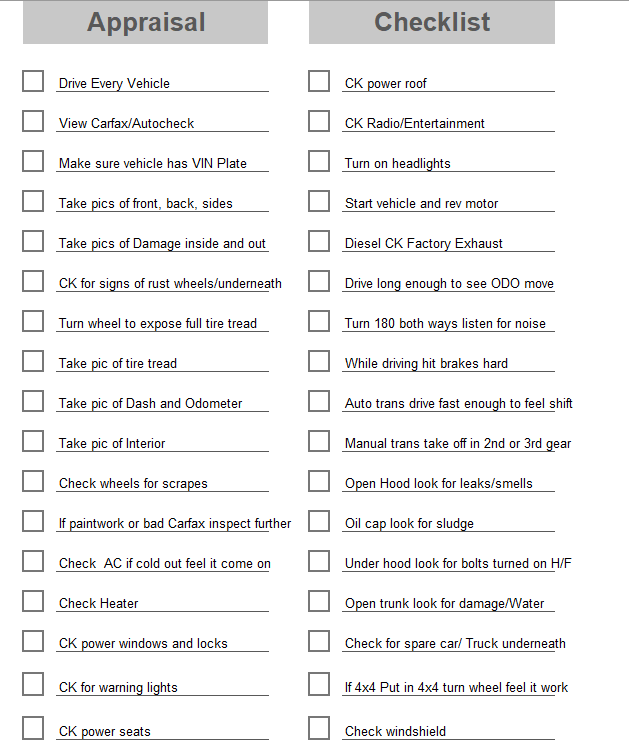 Appraisal
Checklist
Drive Every Vehicle
View Carfax/Autocheck
Make sure vehicle has VIN Plate
Take pics of front, back, sides
Take pics of Damage inside and out
CK for signs of rust wheels/underneath
Turn wheel to expose full tire tread
Take pic of tire tread
Take pic of Dash and Odometer
Take pic of Interior
Check wheels for scrapes
If paintwork or bad Carfax inspect further
Check  AC if cold out feel it come on
Check Heater
CK power windows and locks
CK for warning lights
CK power seats
CK power roof
CK Radio/Entertainment
Turn on headlights
Start vehicle and rev motor
Diesel CK Factory Exhaust
Drive long enough to see ODO move
Turn 180 both ways listen for noise
While driving hit brakes hard
Auto trans drive fast enough to feel shift
Manual trans take off in 2nd or 3rd gear
Open Hood look for leaks/smells
Oil cap look for sludge
Under hood look for bolts turned on H/F
Open trunk look for damage/Water
Check for spare car/ Truck underneath
If 4x4 Put in 4x4 turn wheel feel it work
Check windshield